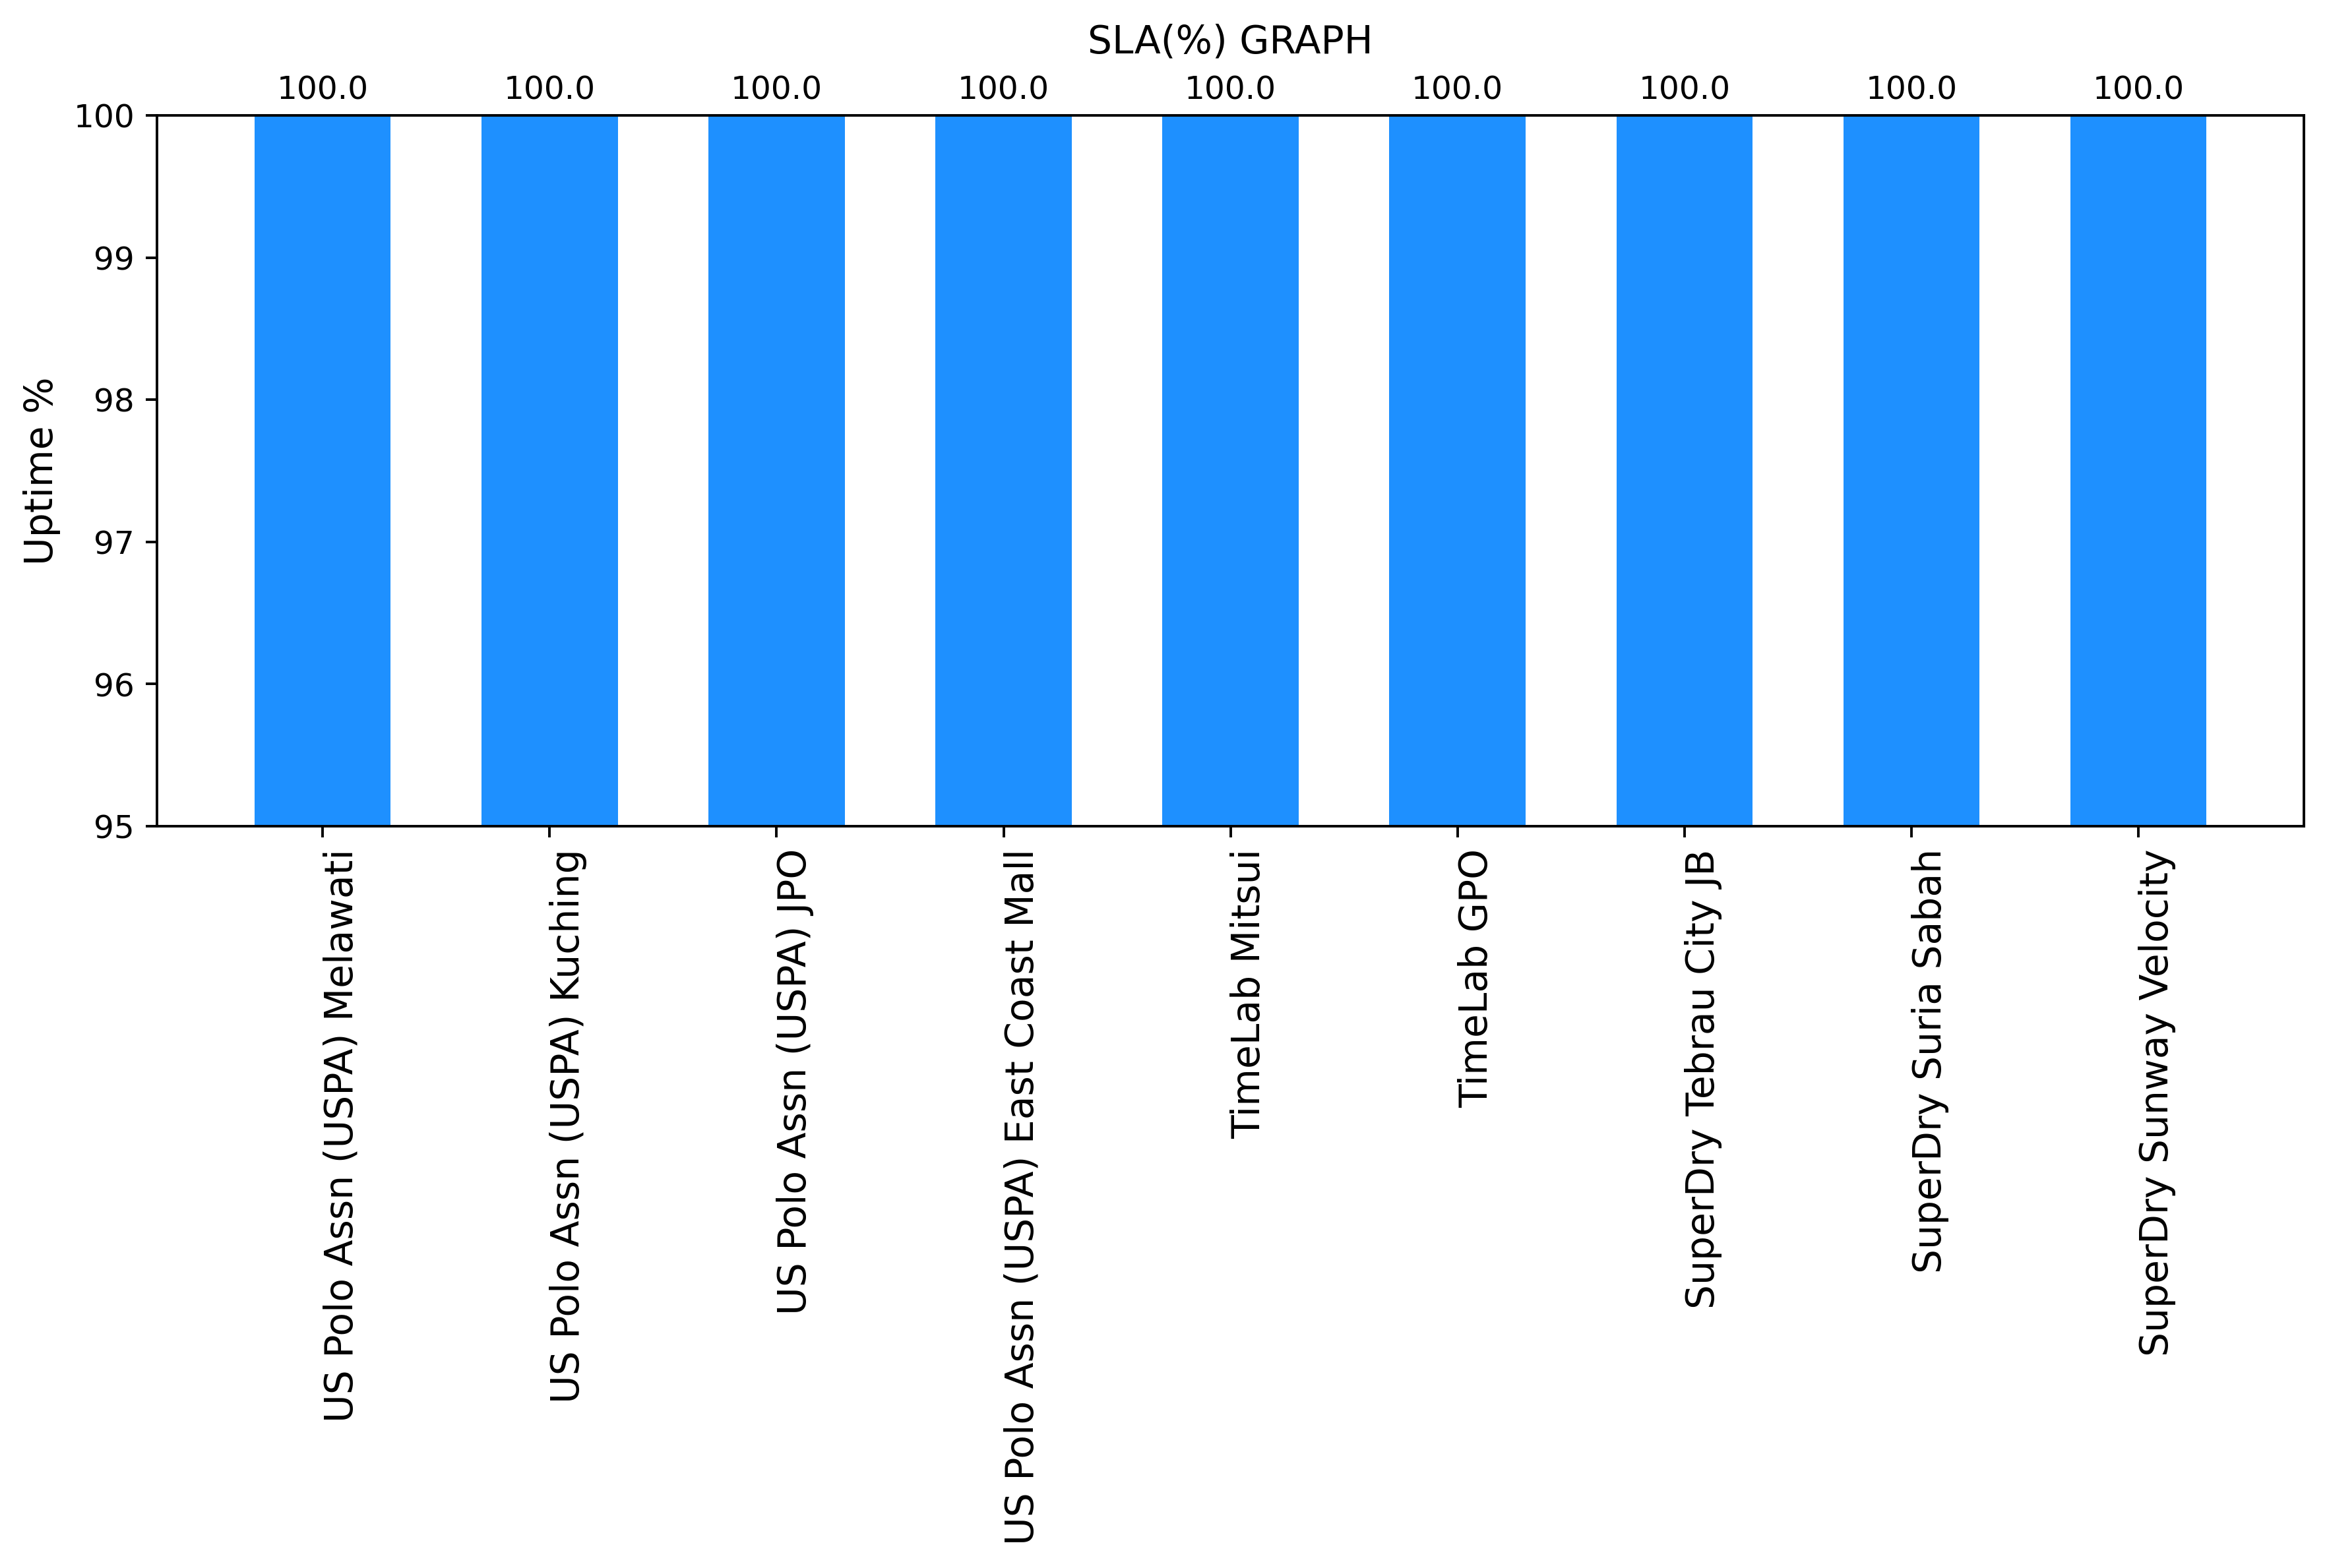 SLA(%) GRAPH
100.0 100.0 100.0 100.0 100.0 100.0 100.0 100.0 100.0
100
99
98
97
96
95
Uptime %
US Polo Assn (USPA) Melawati
US Polo Assn (USPA) Kuching
US Polo Assn (USPA) JPO
US Polo Assn (USPA) East Coast Mall
TimeLab Mitsui
TimeLab GPO
SuperDry Tebrau City JB
SuperDry Suria Sabah
SuperDry Sunway Velocity